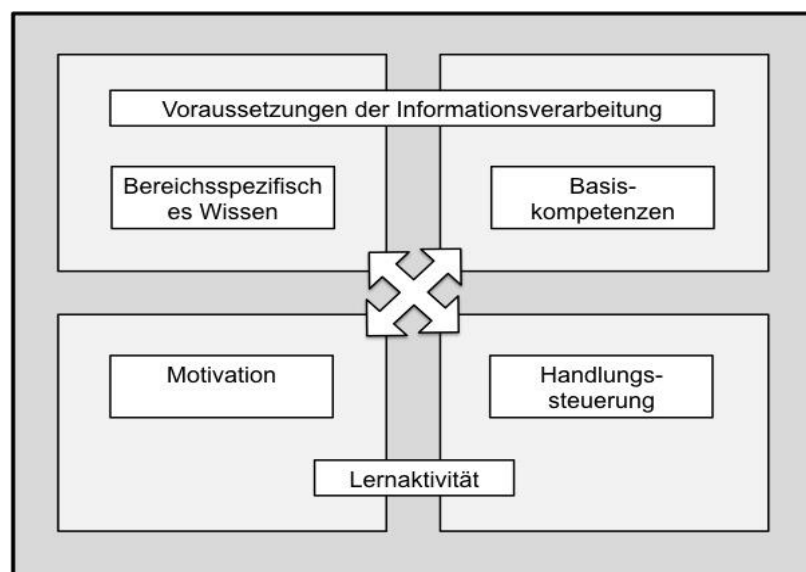 Voraussetzungen der Informationsverarbeitung
Bereichsspezifisch
es Wissen
Basis-
kompetenzen
Motivation
Handlungs-
steuerung
Lernaktivität